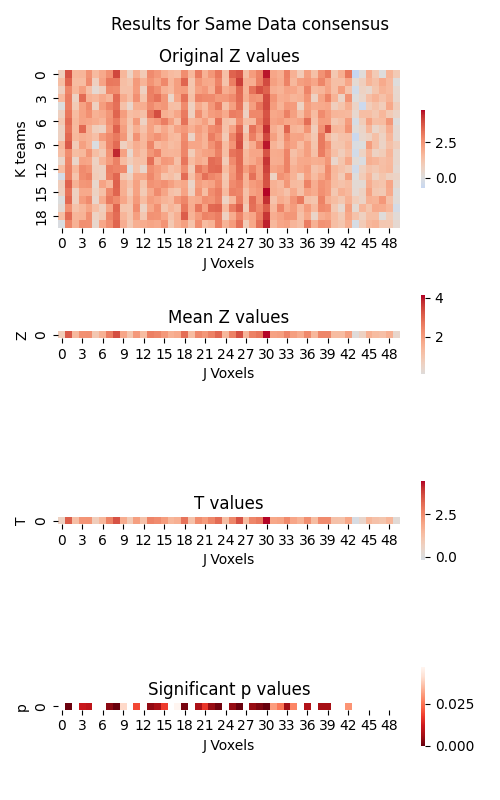 Results for Same Data consensus
Original Z values
K teams
0
3
6
9
12
15
18
0 3 6 9 12 15 18 21 24 27 30 33 36 39 42 45 48
J Voxels
2.5
0.0
Mean Z values
Z
0
0 3 6 9 12 15 18 21 24 27 30 33 36 39 42 45 48
J Voxels
4
2
T values
T
0
0 3 6 9 12 15 18 21 24 27 30 33 36 39 42 45 48
J Voxels
2.5
0.0
Significant p values
p
0
0 3 6 9 12 15 18 21 24 27 30 33 36 39 42 45 48
J Voxels
0.025
0.000